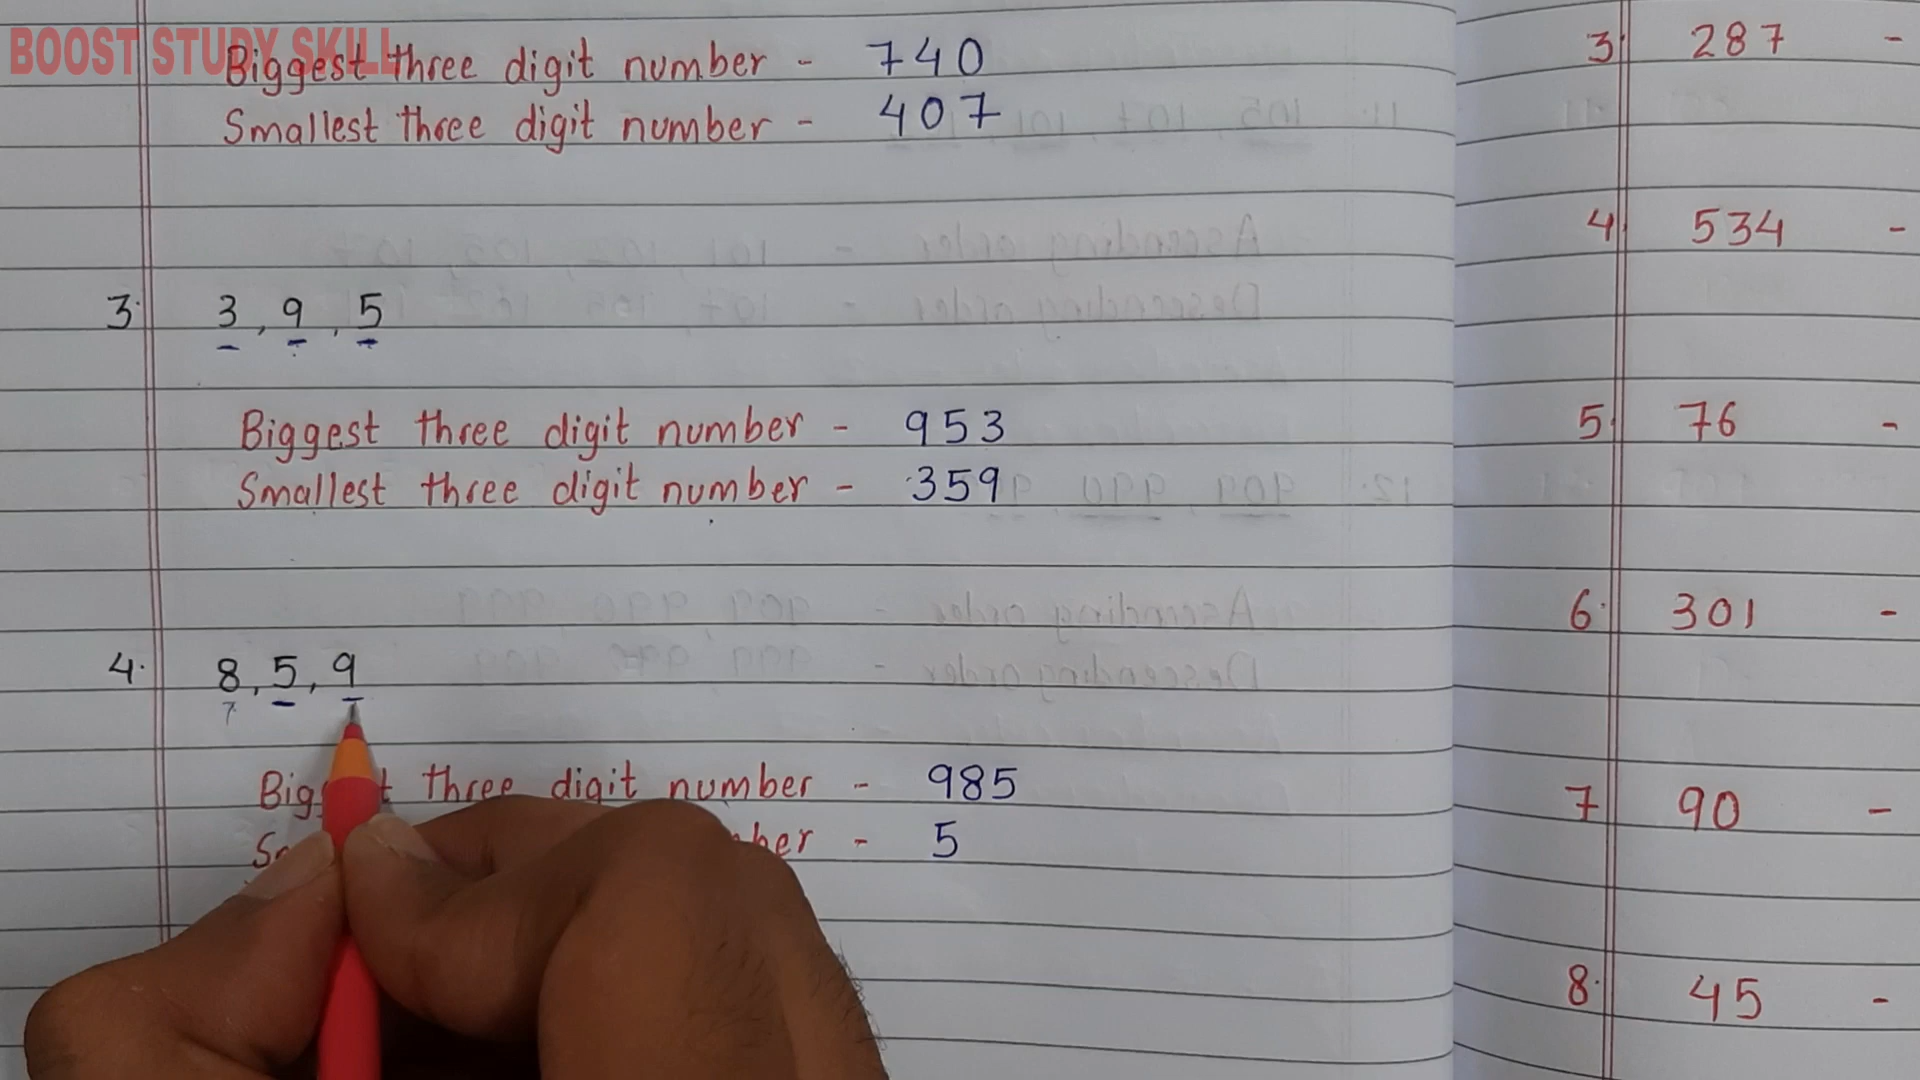 BOOST STUDY SKILL
Biggest three digit number - 740
Smallest three digit number - 407
3. 3, 9, 5
Biggest three digit number - 953
Smallest three digit number - 359
4. 8, 5, 9
three digit number - 985
- 5
3 287 -
4 534 -
5 76 -
6. 301 -
7 90 -
8. 45 -